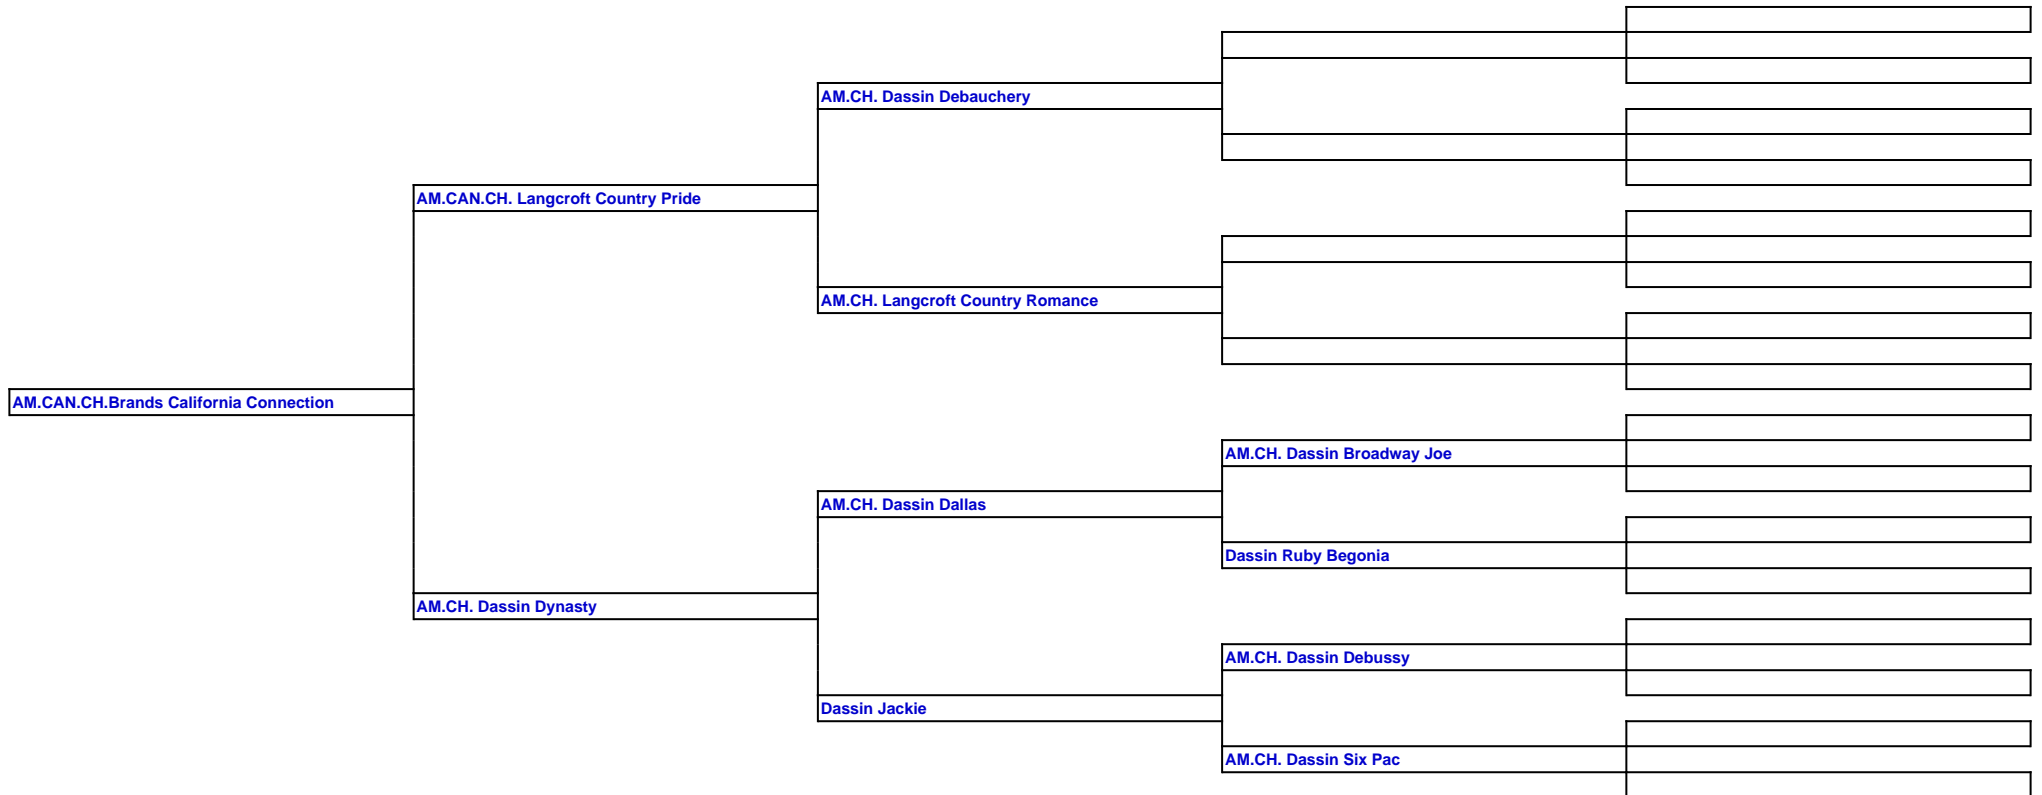 AM.CH. Dassin Debauchery
AM.CAN.CH. Langcroft Country Pride
AM.CH. Langcroft Country Romance
AM.CAN.CH.Brands California Connection
AM.CH. Dassin Broadway Joe
AM.CH. Dassin Dallas
Dassin Ruby Begonia
AM.CH. Dassin Dynasty
AM.CH. Dassin Debussy
Dassin Jackie
AM.CH. Dassin Six Pac